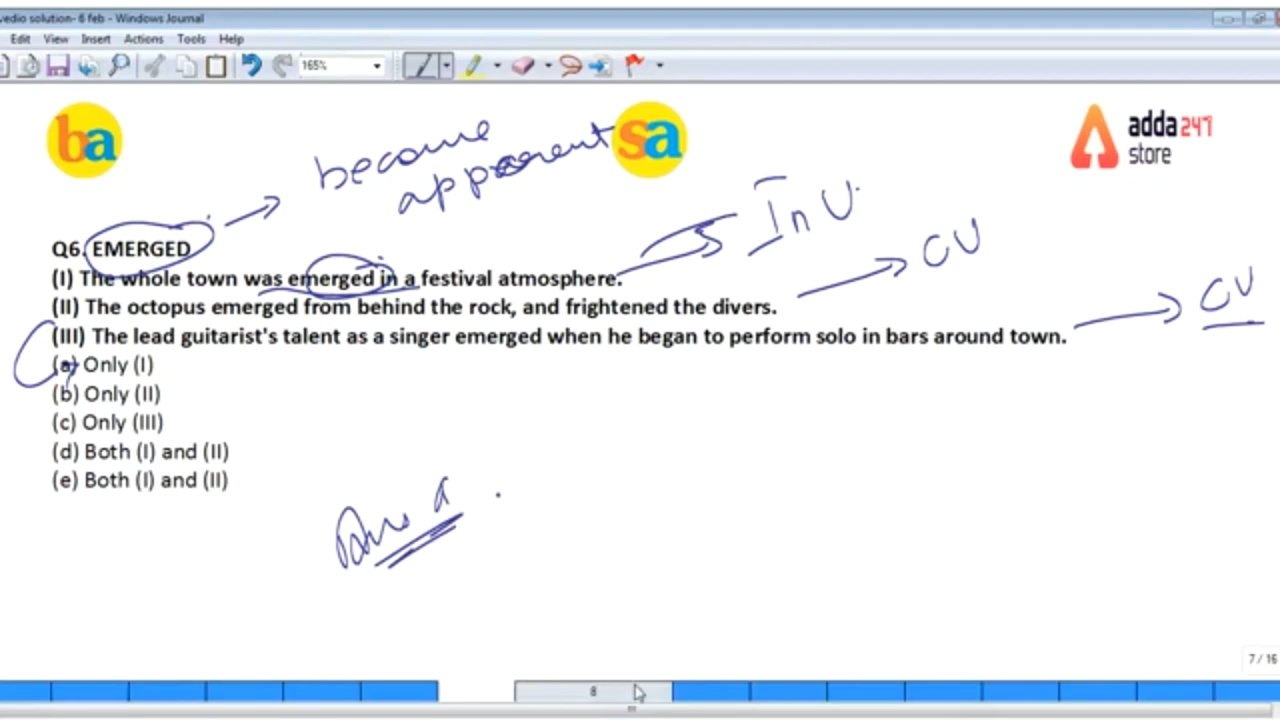 vedio solution- 6 feb - Windows Journal
Edit View Insert Actions Tools Help
165%
ba
sa
adda247
store
become
apparent
In U
CU
CU
Q6. EMERGED
(I) The whole town was emerged in a festival atmosphere.
(II) The octopus emerged from behind the rock, and frightened the divers.
(III) The lead guitarist's talent as a singer emerged when he began to perform solo in bars around town.
(a) Only (I)
(b) Only (II)
(c) Only (III)
(d) Both (I) and (II)
(e) Both (I) and (II)
Ans a
7 / 16
8